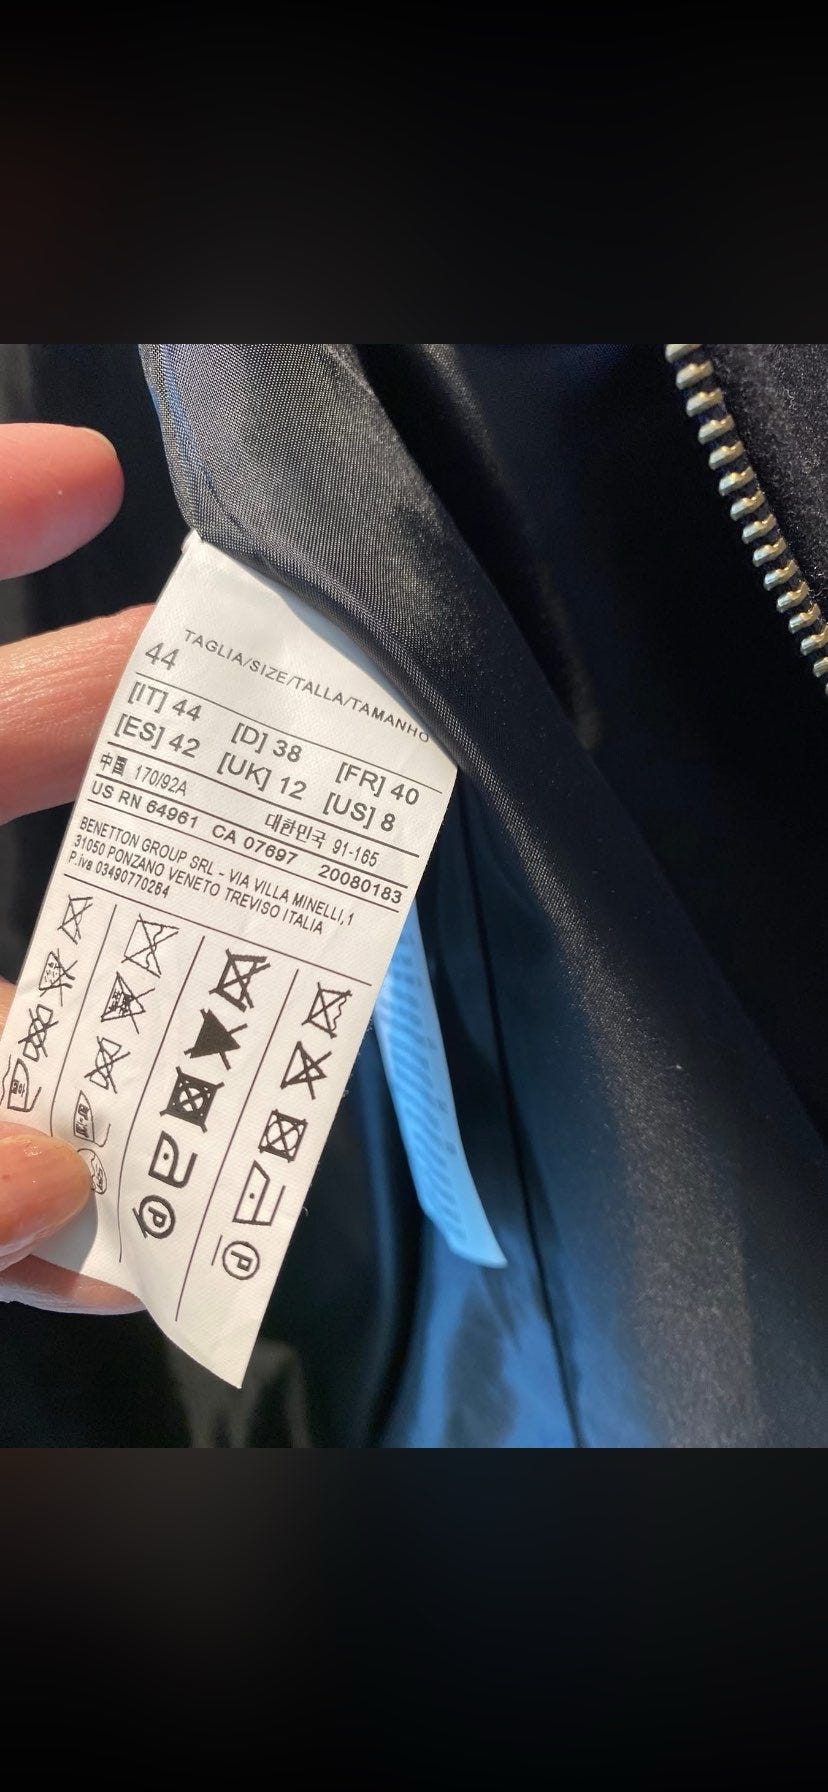 TAGLIA/SIZE/TALLA/TAMANHO
44
[IT] 44 [D] 38 [FR] 40
[ES] 42 [UK] 12 [US] 8
中国 170/92A 대한민국 91-165
US RN 64961 CA 07697 20080183
BENETTON GROUP SRL - VIA VILLA MINELLI,1
31050 PONZANO VENETO TREVISO ITALIA
P.iva 03490770264
P
P